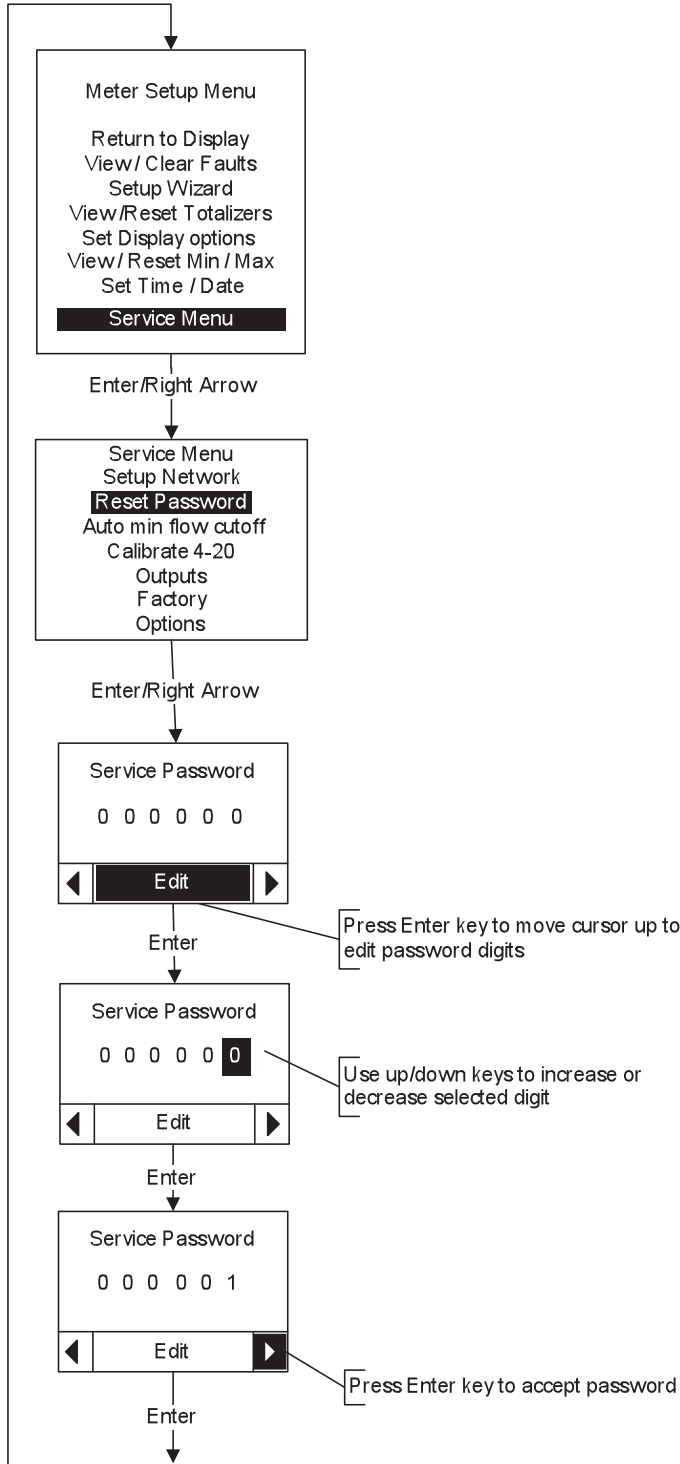 Meter Setup Menu
Return to Display
View / Clear Faults
Setup Wizard
View/Reset Totalizers
Set Display options
View / Reset Min / Max
Set Time / Date
Service Menu
Enter/Right Arrow
Service Menu
Setup Network
Reset Password
Auto min flow cutoff
Calibrate 4-20
Outputs
Factory
Options
Enter/Right Arrow
Service Password
0 0 0 0 0 0
Edit
Press Enter key to move cursor up to
edit password digits
Enter
Service Password
0 0 0 0 0 0
Use up/down keys to increase or
decrease selected digit
Edit
Enter
Service Password
0 0 0 0 0 1
Edit
Press Enter key to accept password
Enter